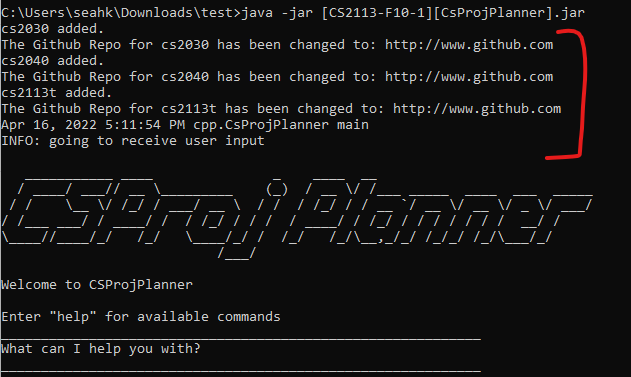 C:\Users\seahk\Downloads\test>java -jar [CS2113-F10-1][CsProjPlanner].jar
cs2030 added.
The Github Repo for cs2030 has been changed to: http://www.github.com
cs2040 added.
The Github Repo for cs2040 has been changed to: http://www.github.com
cs2113t added.
The Github Repo for cs2113t has been changed to: http://www.github.com
Apr 16, 2022 5:11:54 PM cpp.CsProjPlanner main
INFO: going to receive user input
CSProjPlanner
Welcome to CSProjPlanner
Enter "help" for available commands
What can I help you with?